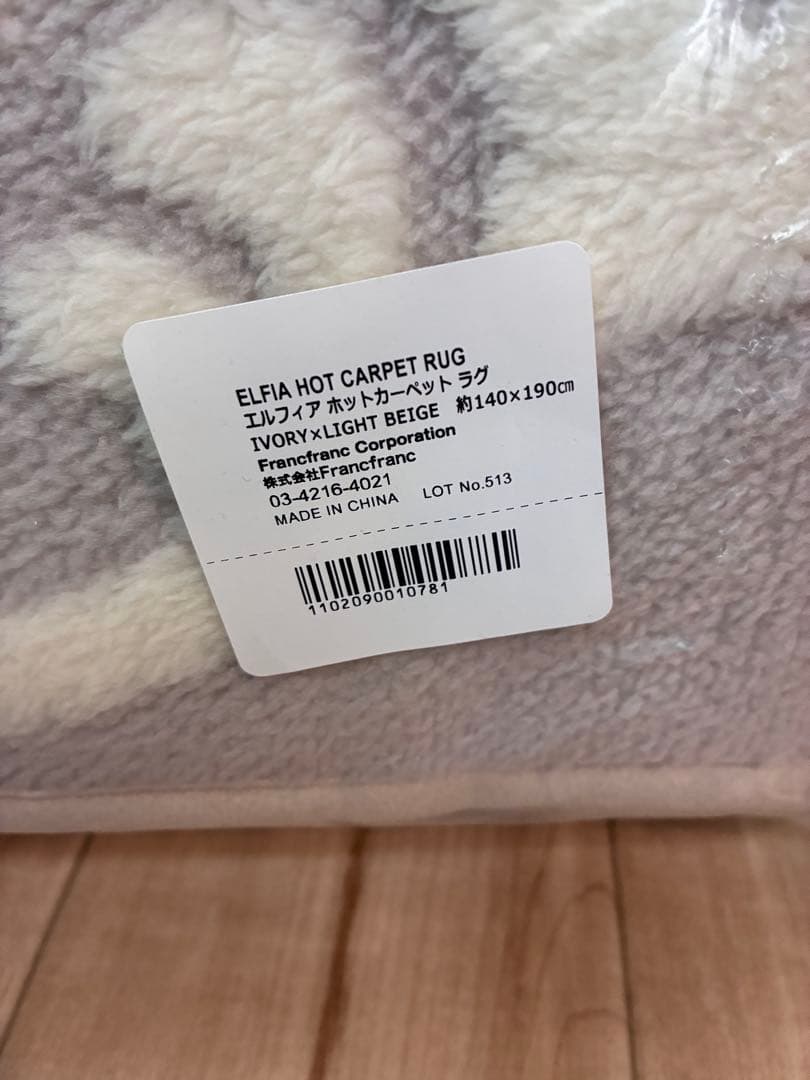 ELFIA HOT CARPET RUG
エルフィア ホットカーペット ラグ
IVORY×LIGHT BEIGE 約140×190㎝
Francfranc Corporation
株式会社Francfranc
03-4216-4021
MADE IN CHINA LOT No.513
1102090010781